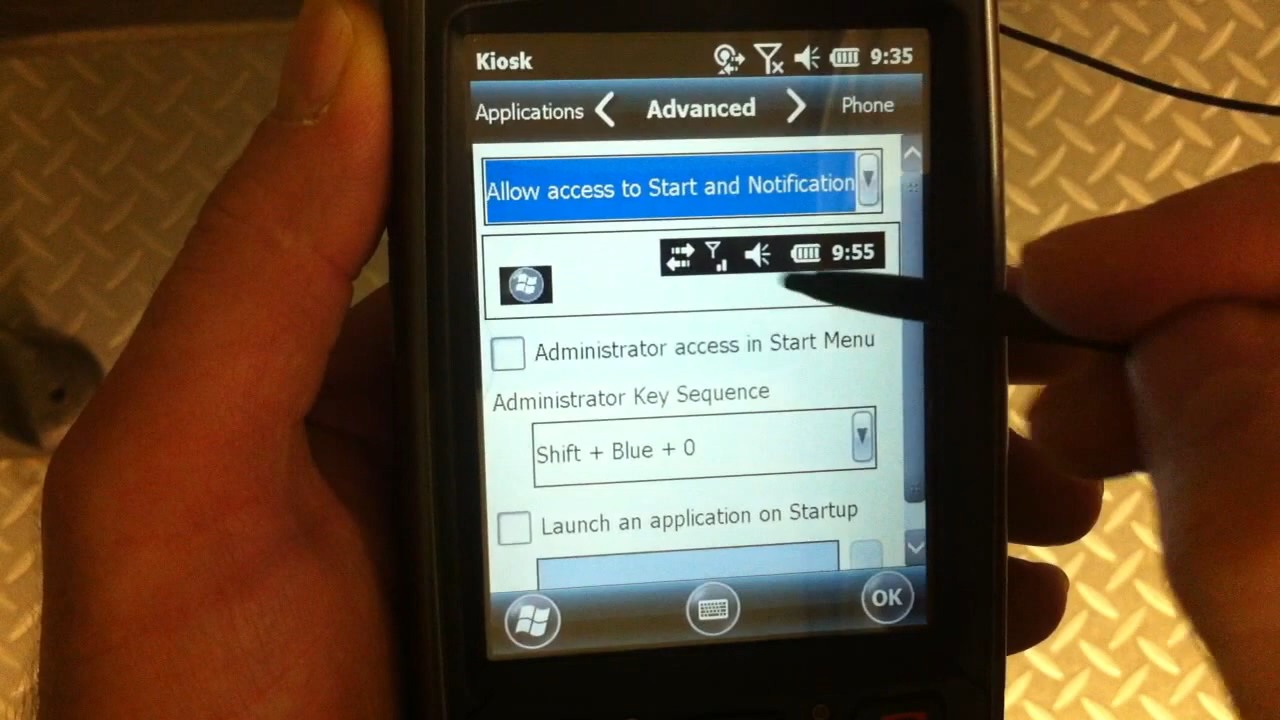 Kiosk 9:35
Applications Advanced Phone
Allow access to Start and Notification
9:55
Administrator access in Start Menu
Administrator Key Sequence
Shift + Blue + 0
Launch an application on Startup
OK